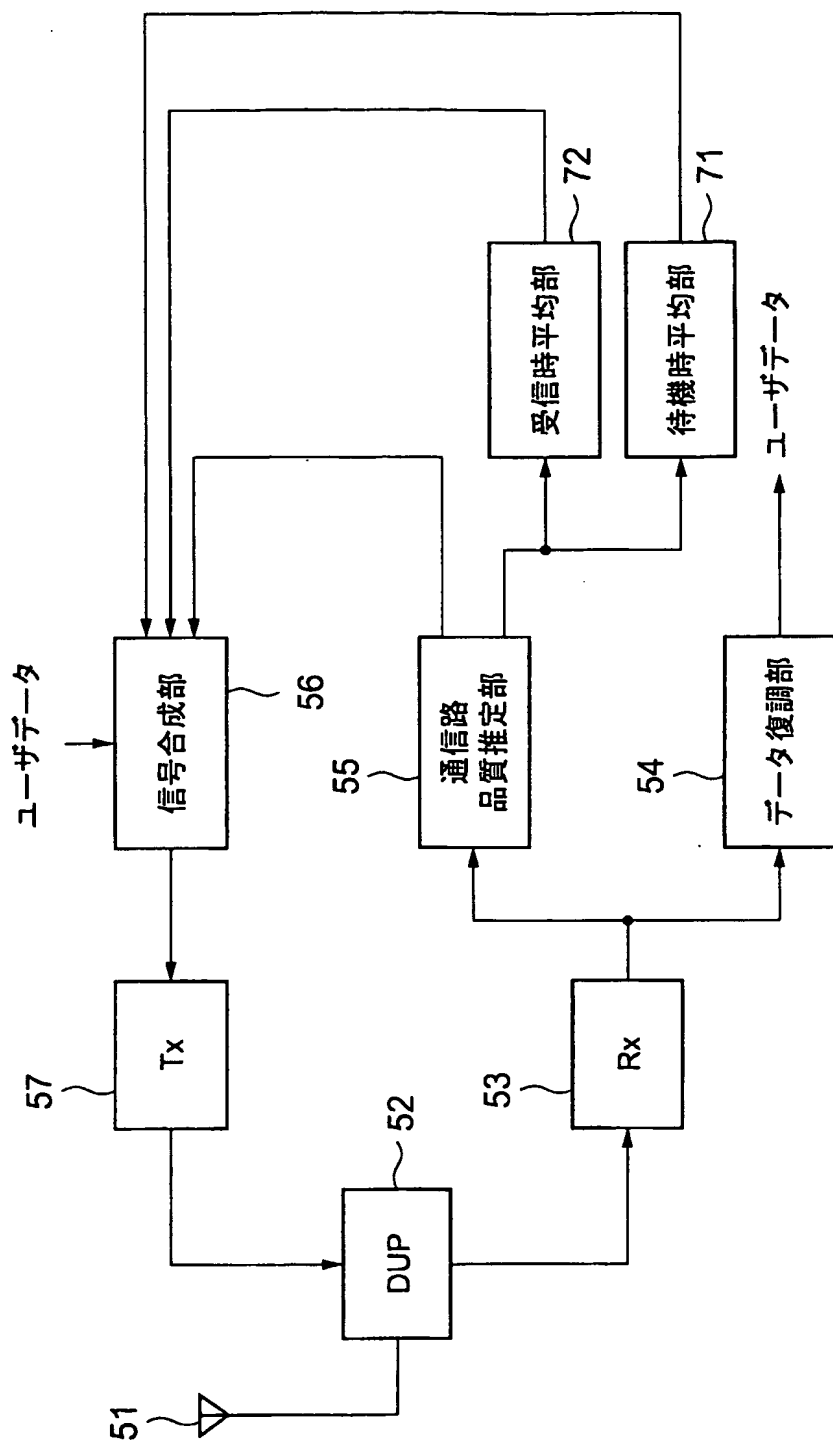 51
DUP
52
57
Tx
Rx
53
ユーザデータ
信号合成部
56
55
通信路
品質推定部
54
データ復調部
受信時平均部
72
待機時平均部
71
ユーザデータ